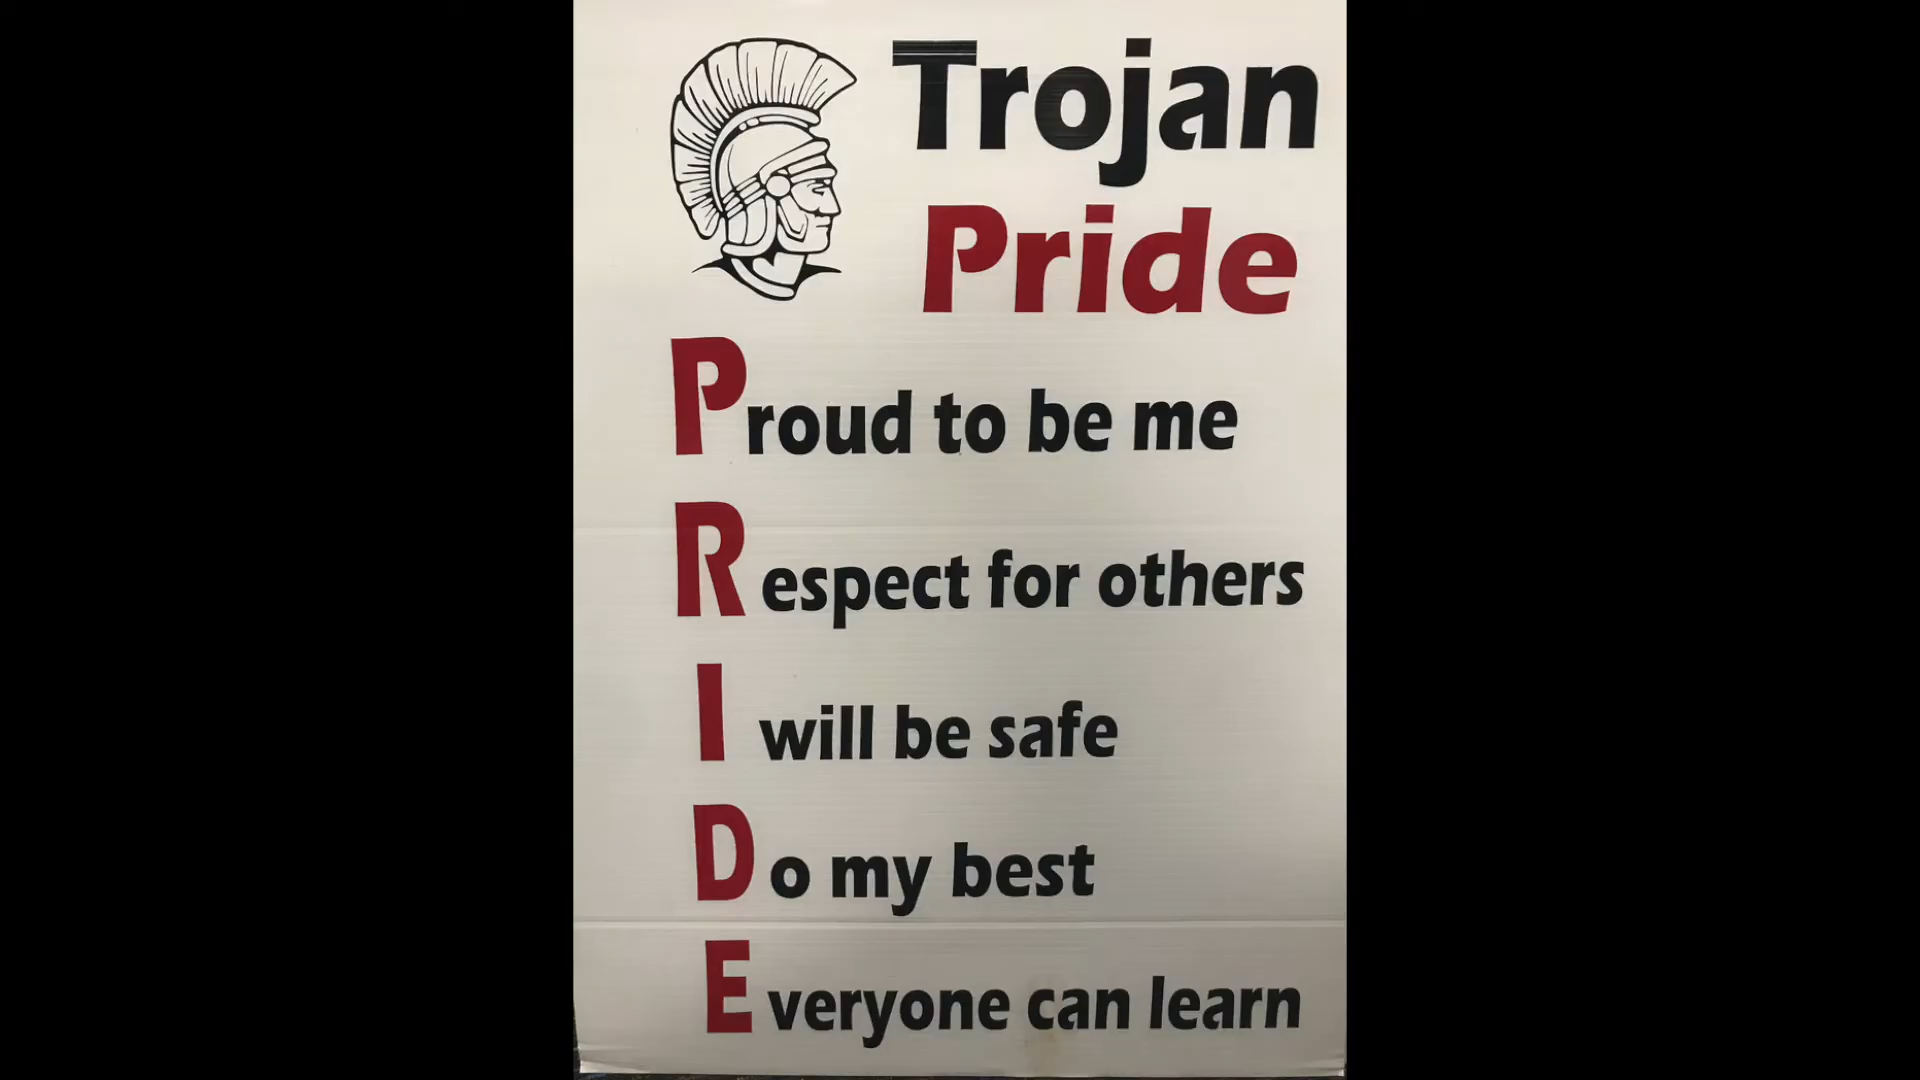 Trojan
Pride
Proud to be me
Respect for others
I will be safe
Do my best
Everyone can learn